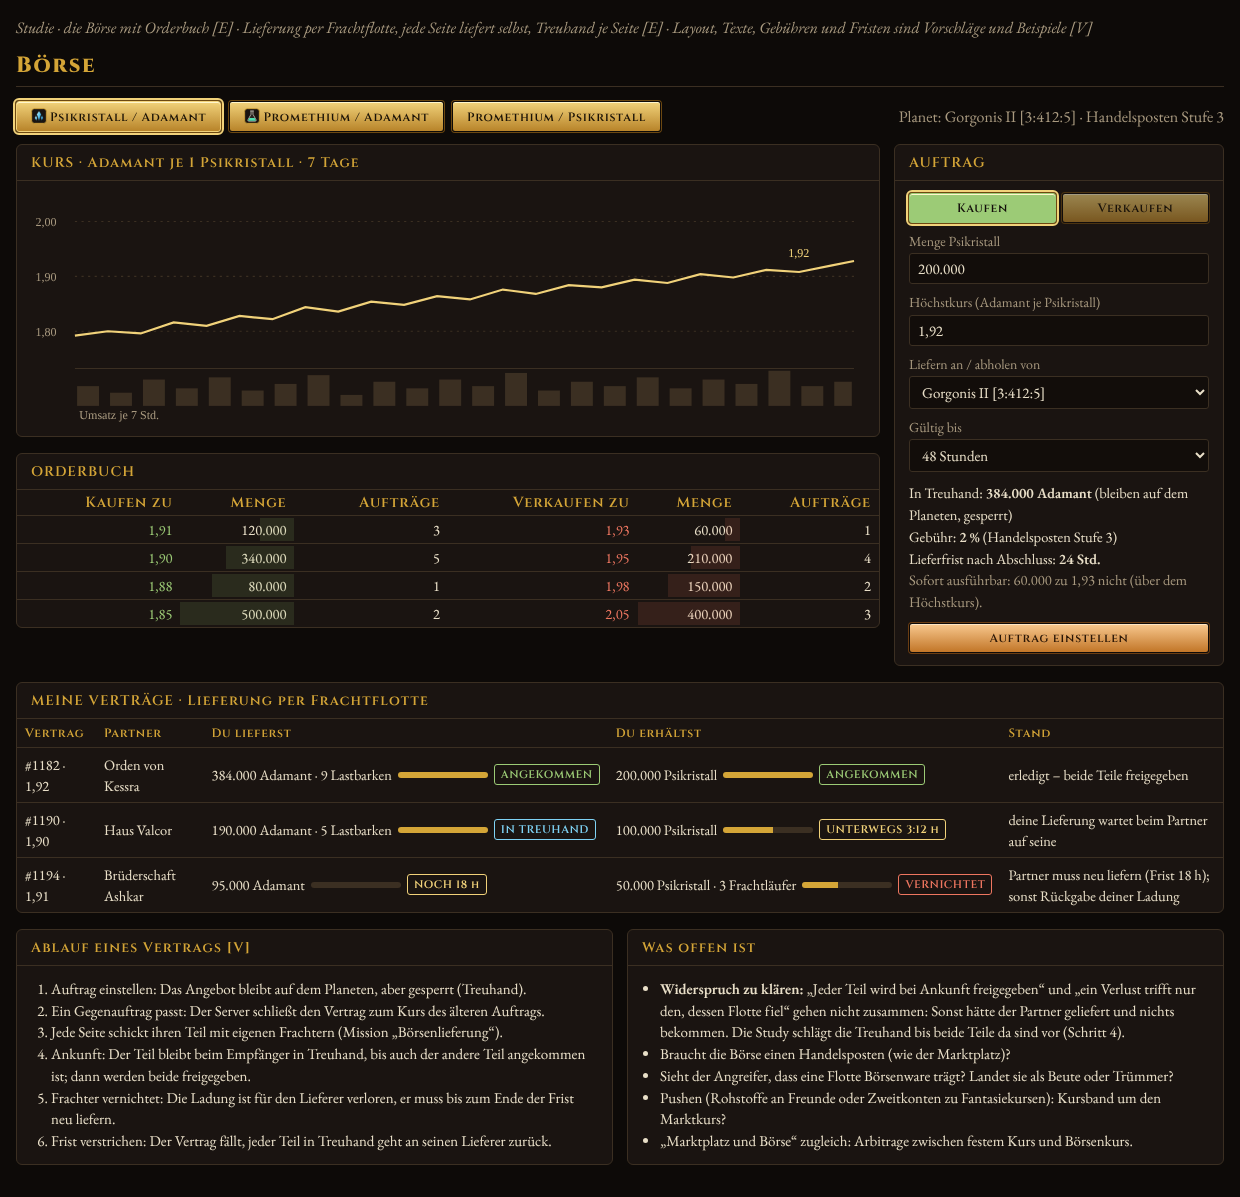 Studie · die Börse mit Orderbuch [E] · Lieferung per Frachtflotte, jede Seite liefert selbst, Treuhand je Seite [E] · Layout, Texte, Gebühren und Fristen sind Vorschläge und Beispiele [V]
Börse
Psikristall / Adamant
Promethium / Adamant
Promethium / Psikristall
Planet: Gorgonis II [3:412:5] · Handelsposten Stufe 3
KURS · Adamant je 1 Psikristall · 7 Tage
2,00
1,90
1,80
1,92
Umsatz je 7 Std.
ORDERBUCH
Kaufen zu Menge Aufträge Verkaufen zu Menge Aufträge
1,91 120.000 3 1,93 60.000 1
1,90 340.000 5 1,95 210.000 4
1,88 80.000 1 1,98 150.000 2
1,85 500.000 2 2,05 400.000 3
AUFTRAG
Kaufen
Verkaufen
Menge Psikristall
200.000
Höchstkurs (Adamant je Psikristall)
1,92
Liefern an / abholen von
Gorgonis II [3:412:5]
Gültig bis
48 Stunden
In Treuhand: 384.000 Adamant (bleiben auf dem
Planeten, gesperrt)
Gebühr: 2 % (Handelsposten Stufe 3)
Lieferfrist nach Abschluss: 24 Std.
Sofort ausführbar: 60.000 zu 1,93 nicht (über dem
Höchstkurs).
Auftrag einstellen
MEINE VERTRÄGE · Lieferung per Frachtflotte
Vertrag Partner Du lieferst Du erhältst Stand
#1182 ·
1,92
Orden von
Kessra
384.000 Adamant · 9 Lastbarken ANGEKOMMEN
200.000 Psikristall ANGEKOMMEN
erledigt – beide Teile freigegeben
#1190 ·
1,90
Haus Valcor
190.000 Adamant · 5 Lastbarken IN TREUHAND
100.000 Psikristall UNTERWEGS 3:12 H
deine Lieferung wartet beim Partner
auf seine
#1194 ·
1,91
Brüderschaft
Ashkar
95.000 Adamant NOCH 18 H
50.000 Psikristall · 3 Frachtläufer VERNICHTET
Partner muss neu liefern (Frist 18 h);
sonst Rückgabe deiner Ladung
Ablauf eines Vertrags [V]
1. Auftrag einstellen: Das Angebot bleibt auf dem Planeten, aber gesperrt (Treuhand).
2. Ein Gegenauftrag passt: Der Server schließt den Vertrag zum Kurs des älteren Auftrags.
3. Jede Seite schickt ihren Teil mit eigenen Frachtern (Mission „Börsenlieferung“).
4. Ankunft: Der Teil bleibt beim Empfänger in Treuhand, bis auch der andere Teil angekommen
ist; dann werden beide freigegeben.
5. Frachter vernichtet: Die Ladung ist für den Lieferer verloren, er muss bis zum Ende der Frist
neu liefern.
6. Frist verstrichen: Der Vertrag fällt, jeder Teil in Treuhand geht an seinen Lieferer zurück.
Was offen ist
• Widerspruch zu klären: „Jeder Teil wird bei Ankunft freigegeben“ und „ein Verlust trifft nur
den, dessen Flotte fiel“ gehen nicht zusammen: Sonst hätte der Partner geliefert und nichts
bekommen. Die Study schlägt die Treuhand bis beide Teile da sind vor (Schritt 4).
• Braucht die Börse einen Handelsposten (wie der Marktplatz)?
• Sieht der Angreifer, dass eine Flotte Börsenware trägt? Landet sie als Beute oder Trümmer?
• Pushen (Rohstoffe an Freunde oder Zweitkonten zu Fantasiekursen): Kursband um den
Marktkurs?
• „Marktplatz und Börse“ zugleich: Arbitrage zwischen festem Kurs und Börsenkurs.